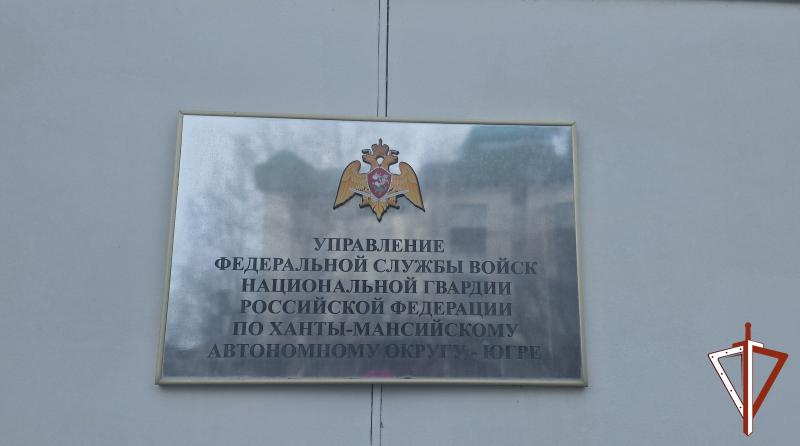 УПРАВЛЕНИЕ
ФЕДЕРАЛЬНОЙ СЛУЖБЫ ВОЙСК
НАЦИОНАЛЬНОЙ ГВАРДИИ
РОССИЙСКОЙ ФЕДЕРАЦИИ
ПО ХАНТЫ-МАНСИЙСКОМУ
АВТОНОМНОМУ ОКРУГУ - ЮГРЕ